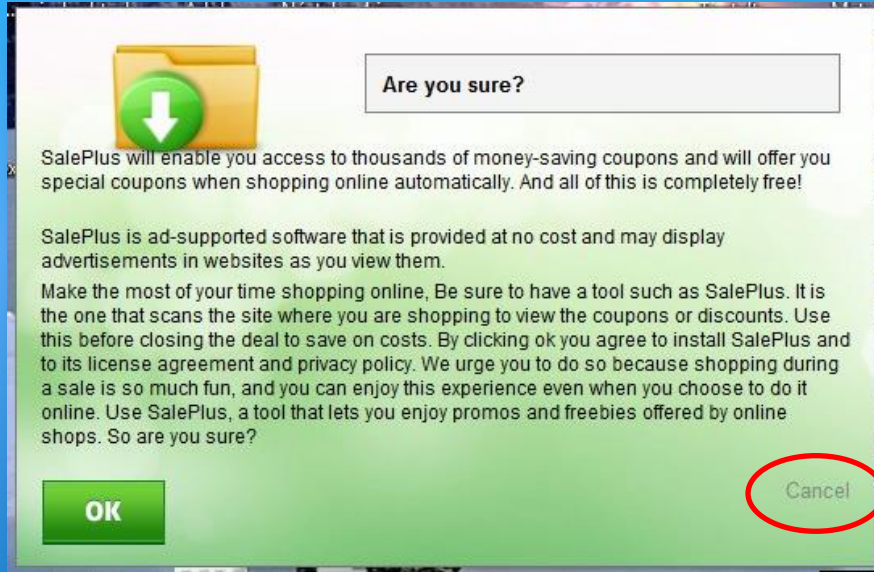 Are you sure?
SalePlus will enable you access to thousands of money-saving coupons and will offer you
special coupons when shopping online automatically. And all of this is completely free!
SalePlus is ad-supported software that is provided at no cost and may display
advertisements in websites as you view them.
Make the most of your time shopping online, Be sure to have a tool such as SalePlus. It is
the one that scans the site where you are shopping to view the coupons or discounts. Use
this before closing the deal to save on costs. By clicking ok you agree to install SalePlus and
to its license agreement and privacy policy. We urge you to do so because shopping during
a sale is so much fun, and you can enjoy this experience even when you choose to do it
online. Use SalePlus, a tool that lets you enjoy promos and freebies offered by online
shops. So are you sure?
Cancel
OK